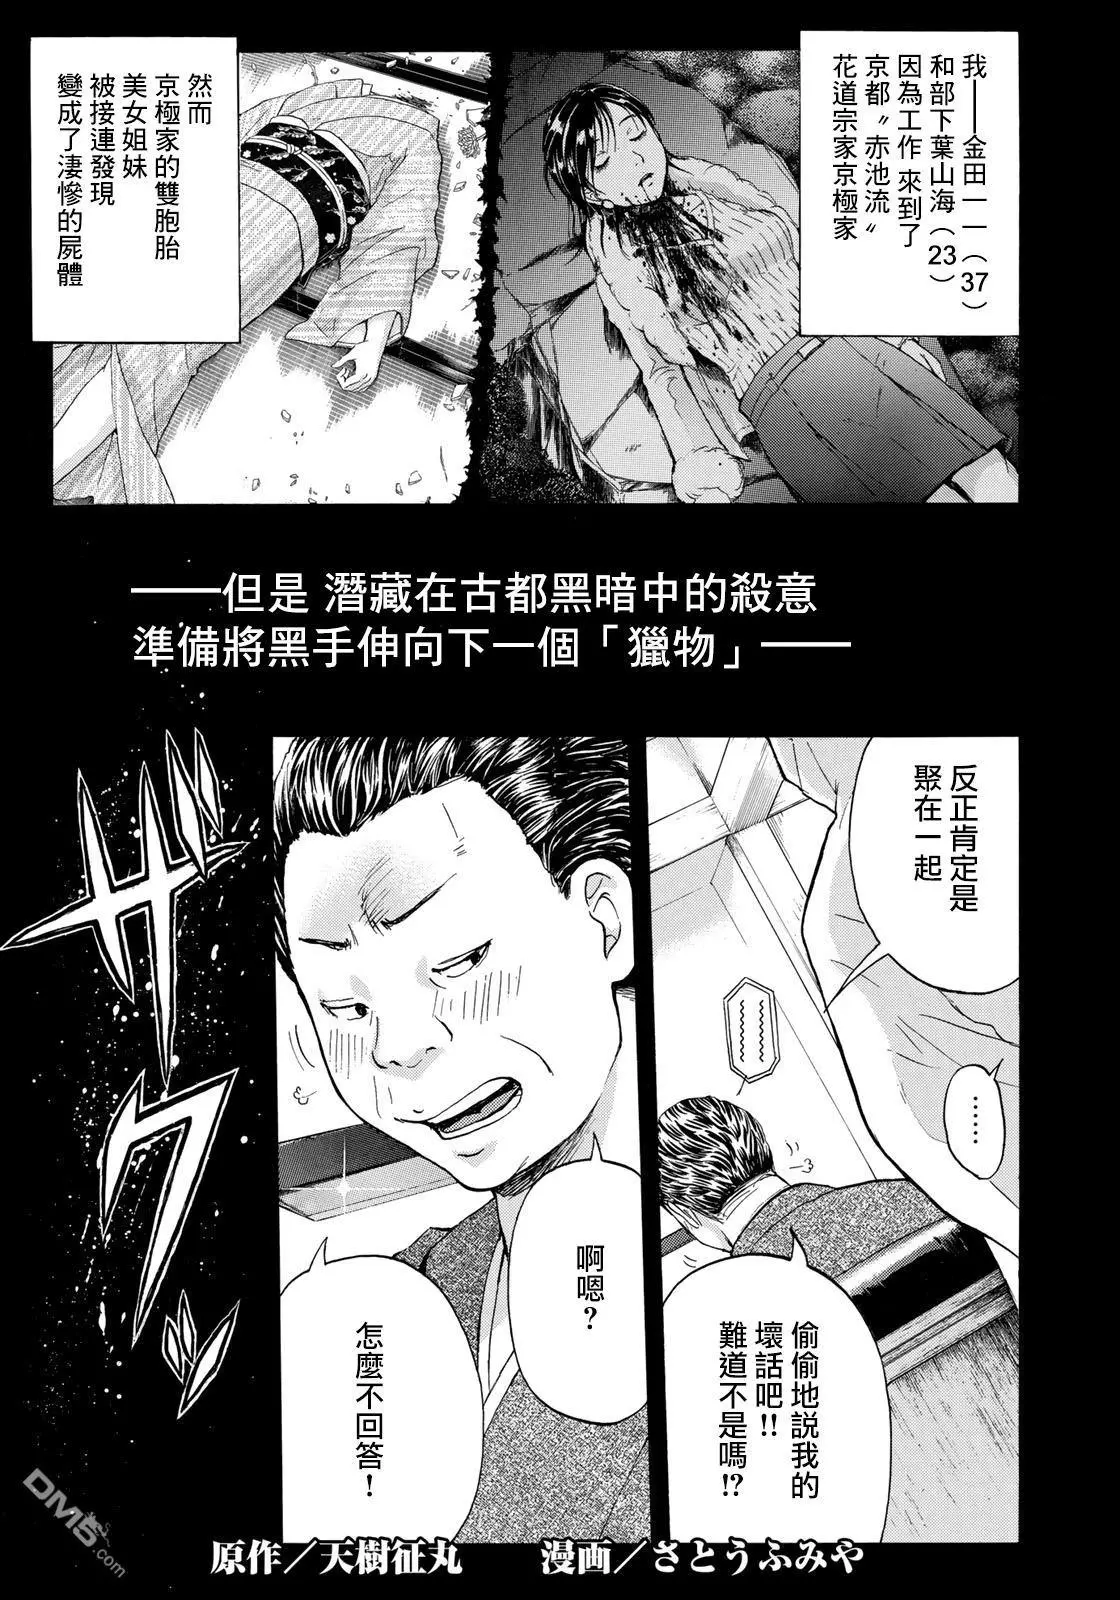 我——金田一一（37）
和部下葉山海（23）
因為工作 來到了
京都〝赤池流〟
花道宗家京極家
然而
京極家的雙胞胎
美女姐妹
被接連發現
變成了淒慘的屍體
——但是 潛藏在古都黑暗中的殺意
準備將黑手伸向下一個「獵物」——
反正肯定是
聚在一起
……
偷偷地說我的
壞話吧!!
難道不是嗎!?
啊嗯?
怎麼不回答!
ザワッ
原作／天樹征丸
漫画／さとうふみや
DM5.com